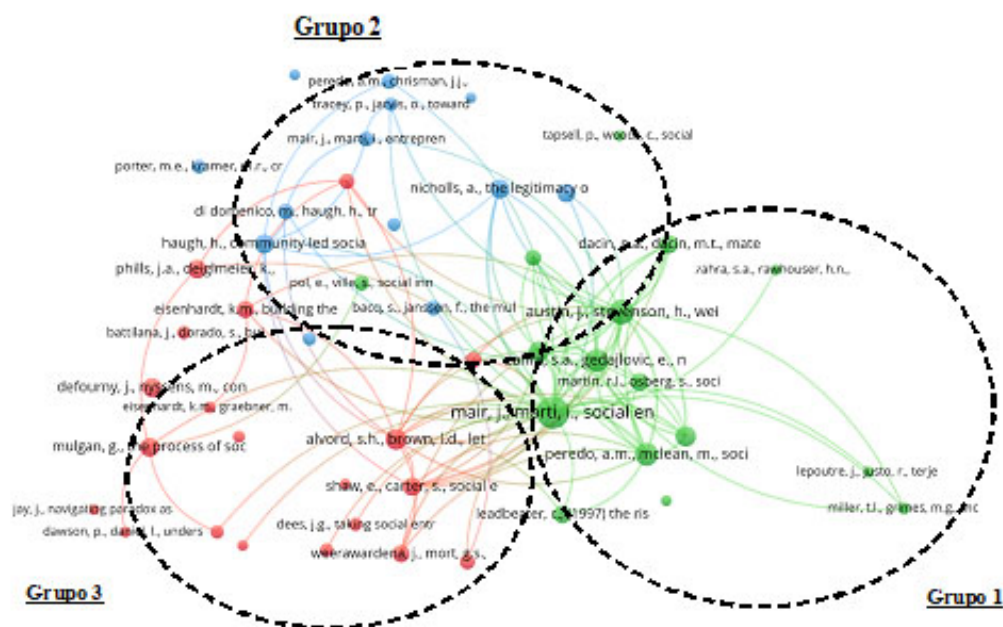 Grupo 2
peredo, a.m., chrisman, j.j.,
tracey, p., jarvis, o., toward
tapsell, p., woods, c., social
mair, j., marti, i., entrepren
porter, m.e., kramer, m.r., cr
nicholls, a., the legitimacy o
di domenico, m., haugh, h., tr
haugh, h., community-led socia
dacin, p.a., dacin, m.t., mate
phills, j.a., deiglmeier, k.,
zahra, s.a., rawhouser, h.n.,
pol, e., ville, s., social inn
eisenhardt, k.m., building the
bacq, s., janssen, f., the mul
austin, j., stevenson, h., wei
battilana, j., dorado, s., bui
zahra, s.a., gedajlovic, e., n
martin, r.l., osberg, s., soci
defourny, j., nyssens, m., con
eisenhardt, k.m., graebner, m.
mair, j., marti, i., social en
mulgan, g., the process of soc
alvord, s.h., brown, l.d., let
peredo, a.m., mclean, m., soci
lepoutre, j., justo, r., terje
shaw, e., carter, s., social e
jay, j., navigating paradox as
leadbeater, c., (1997) the ris
miller, t.l., grimes, m.g., mc
dees, j.g., taking social entr
dawson, p., daniel, l., unders
weerawardena, j., mort, g.s.,
Grupo 3
Grupo 1